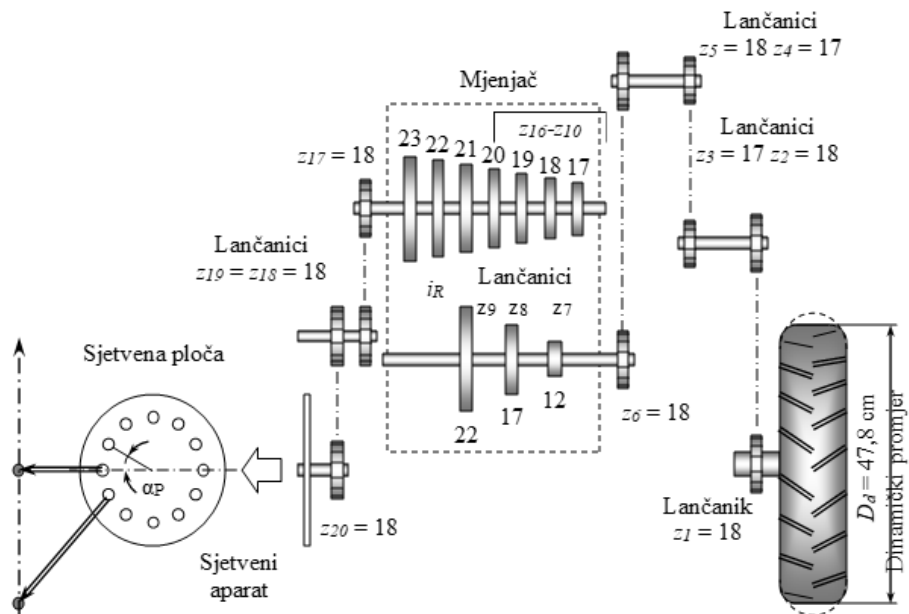 Lančanici
z5 = 18 z4 = 17
Mjenjač
z16-z10
23 22 21 20 19 18 17
z17 = 18
Lančanici
z3 = 17 z2 = 18
Lančanici
z19 = z18 = 18
iR
Lančanici
z9 z8 z7
22 17 12
z6 = 18
Sjetvena ploča
αP
z20 = 18
Sjetveni
aparat
Lančanik
z1 = 18
Dd = 47,8 cm
Dinamički promjer